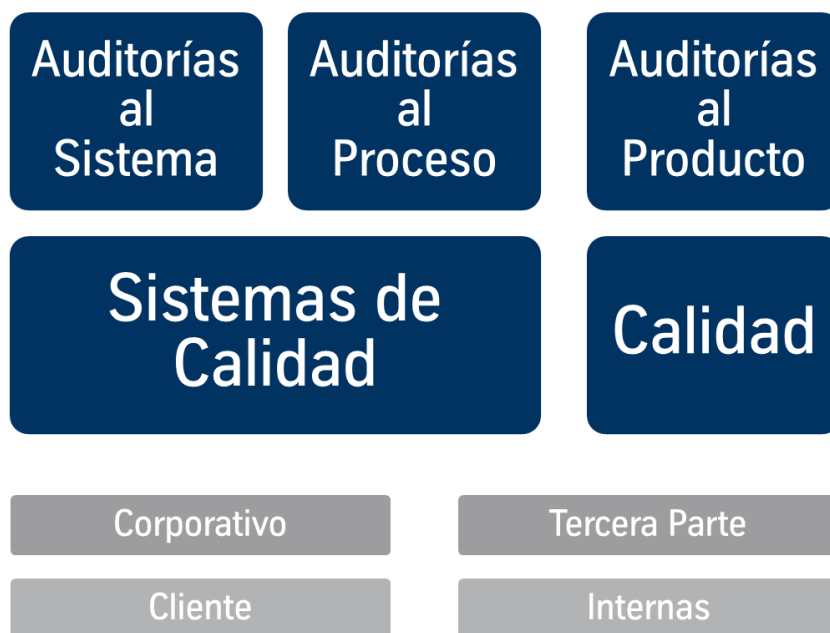 Auditorías
al
Sistema
Auditorías
al
Proceso
Auditorías
al
Producto
Sistemas de
Calidad
Calidad
Corporativo
Tercera Parte
Cliente
Internas